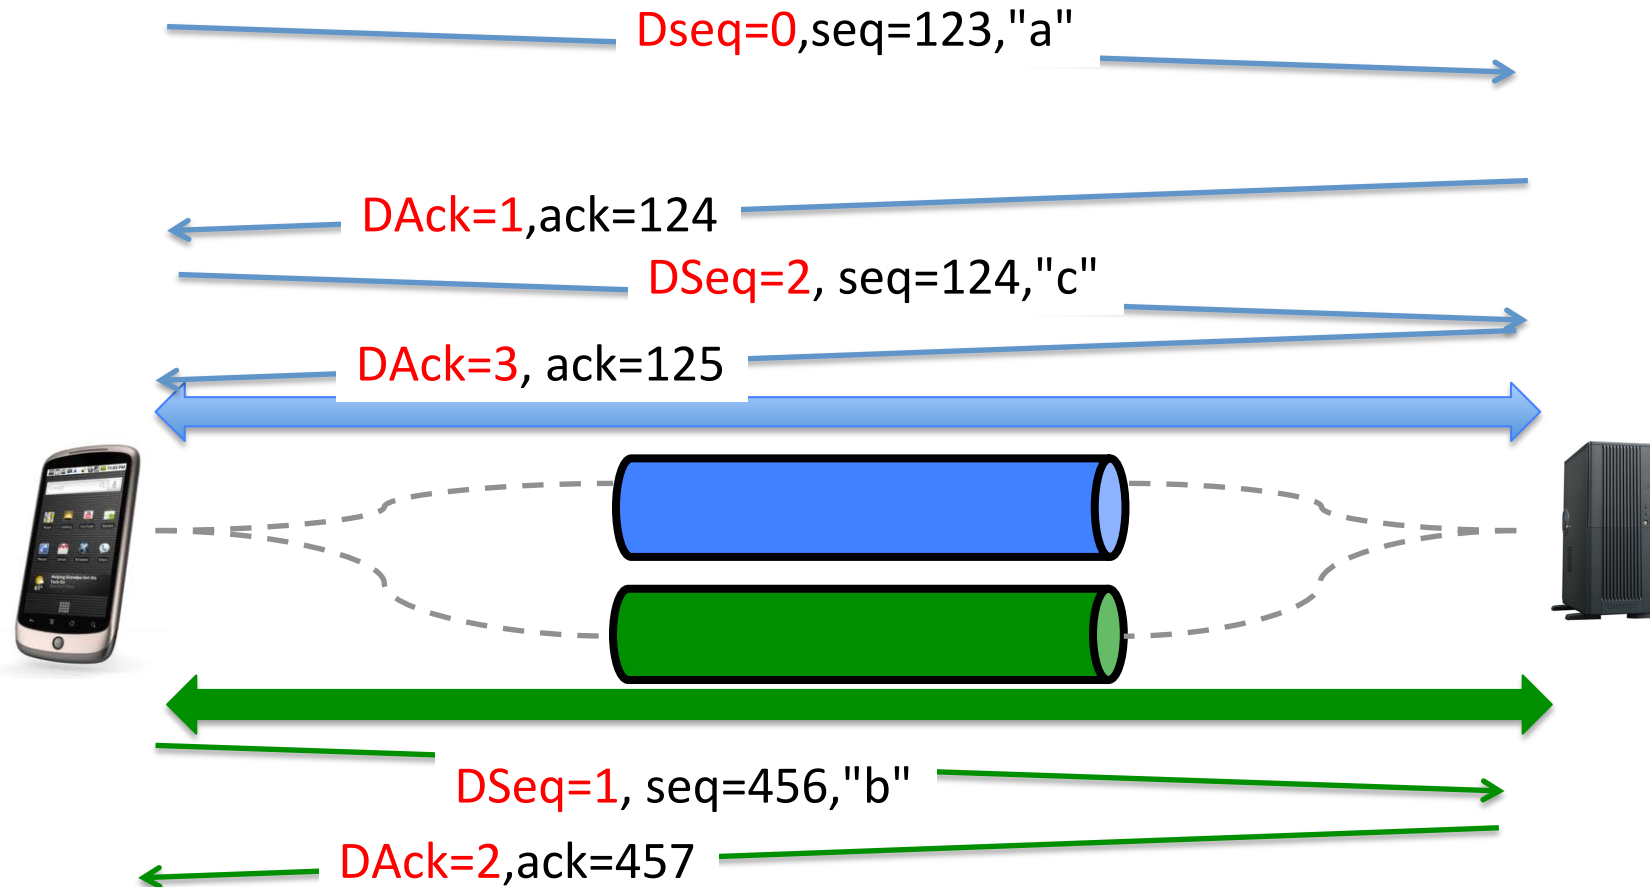 Dseq=0,seq=123,"a"
DAck=1,ack=124
DSeq=2, seq=124,"c"
DAck=3, ack=125
DSeq=1, seq=456,"b"
DAck=2,ack=457